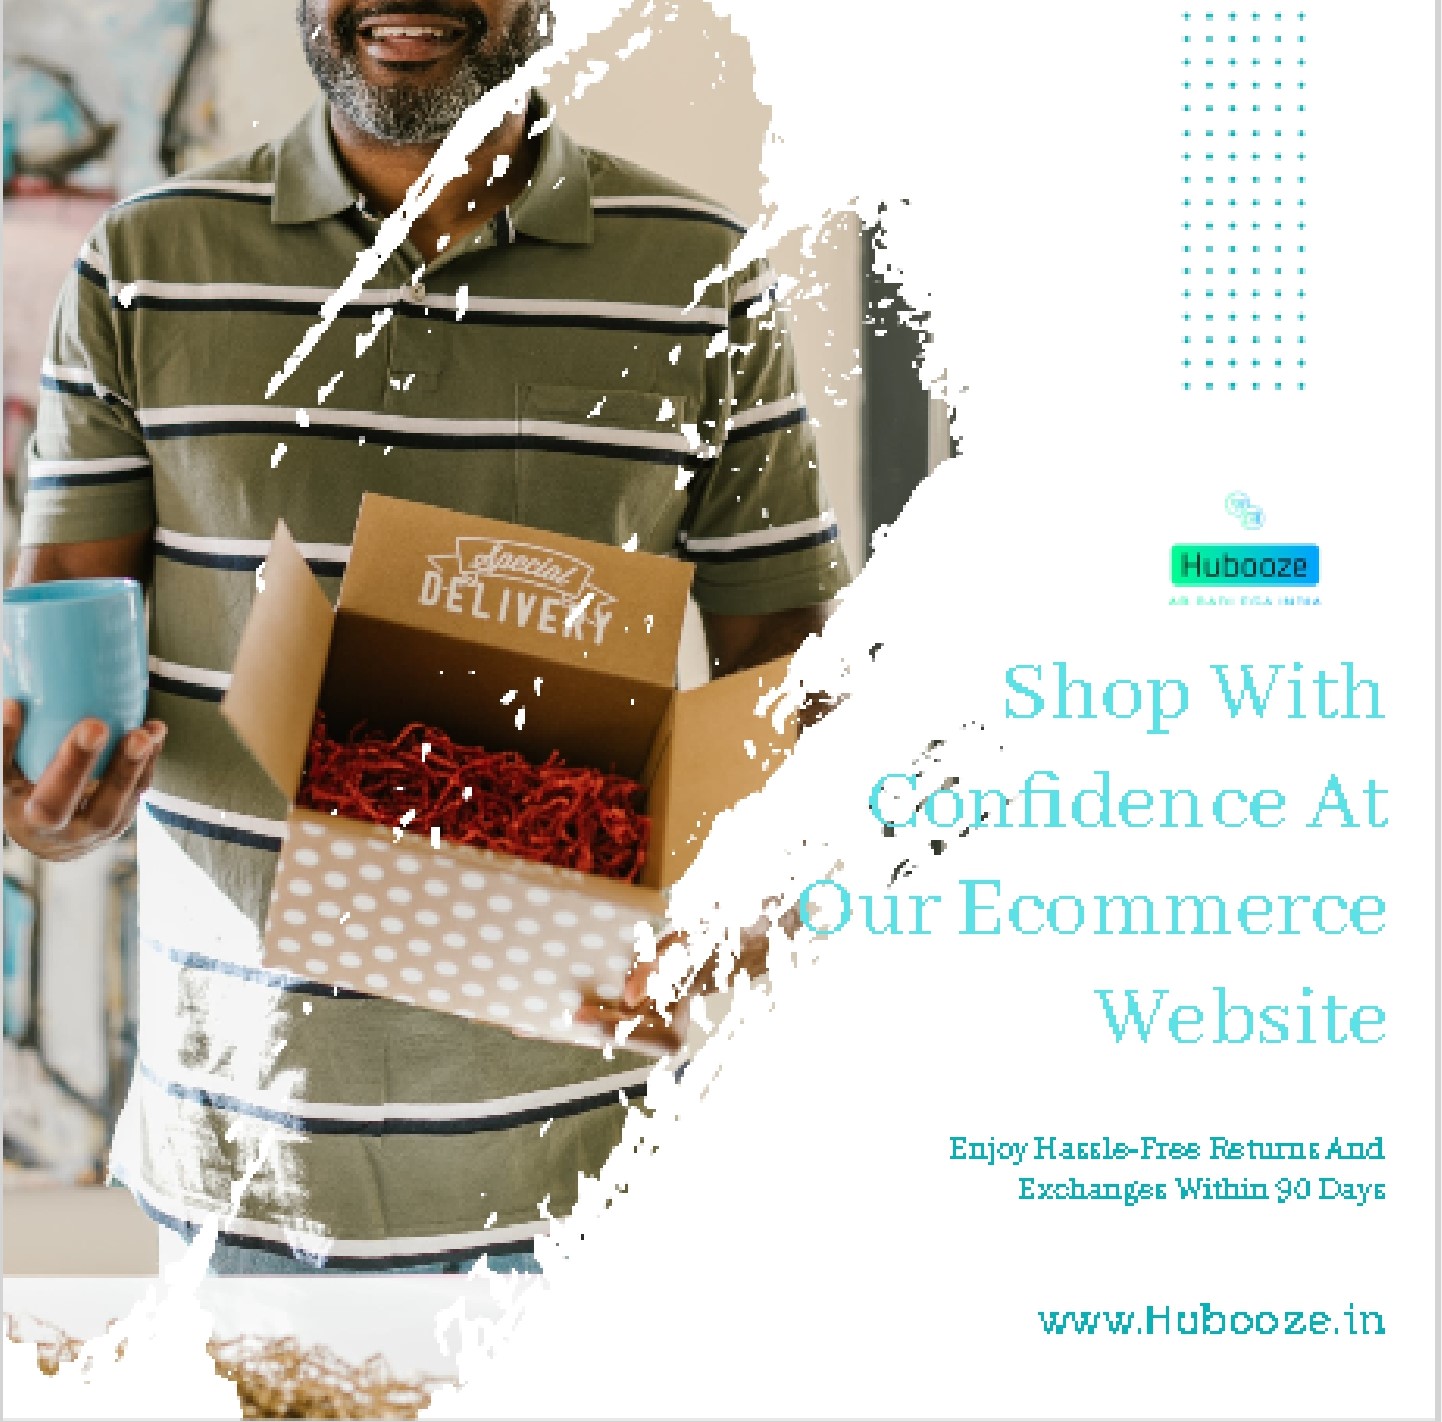 Special
DELIVERY
Hubooze
Shop With
Confidence At
Our Ecommerce
Website
Enjoy Hassle-Free Returns And
Exchanges Within 90 Days
www.Hubooze.in